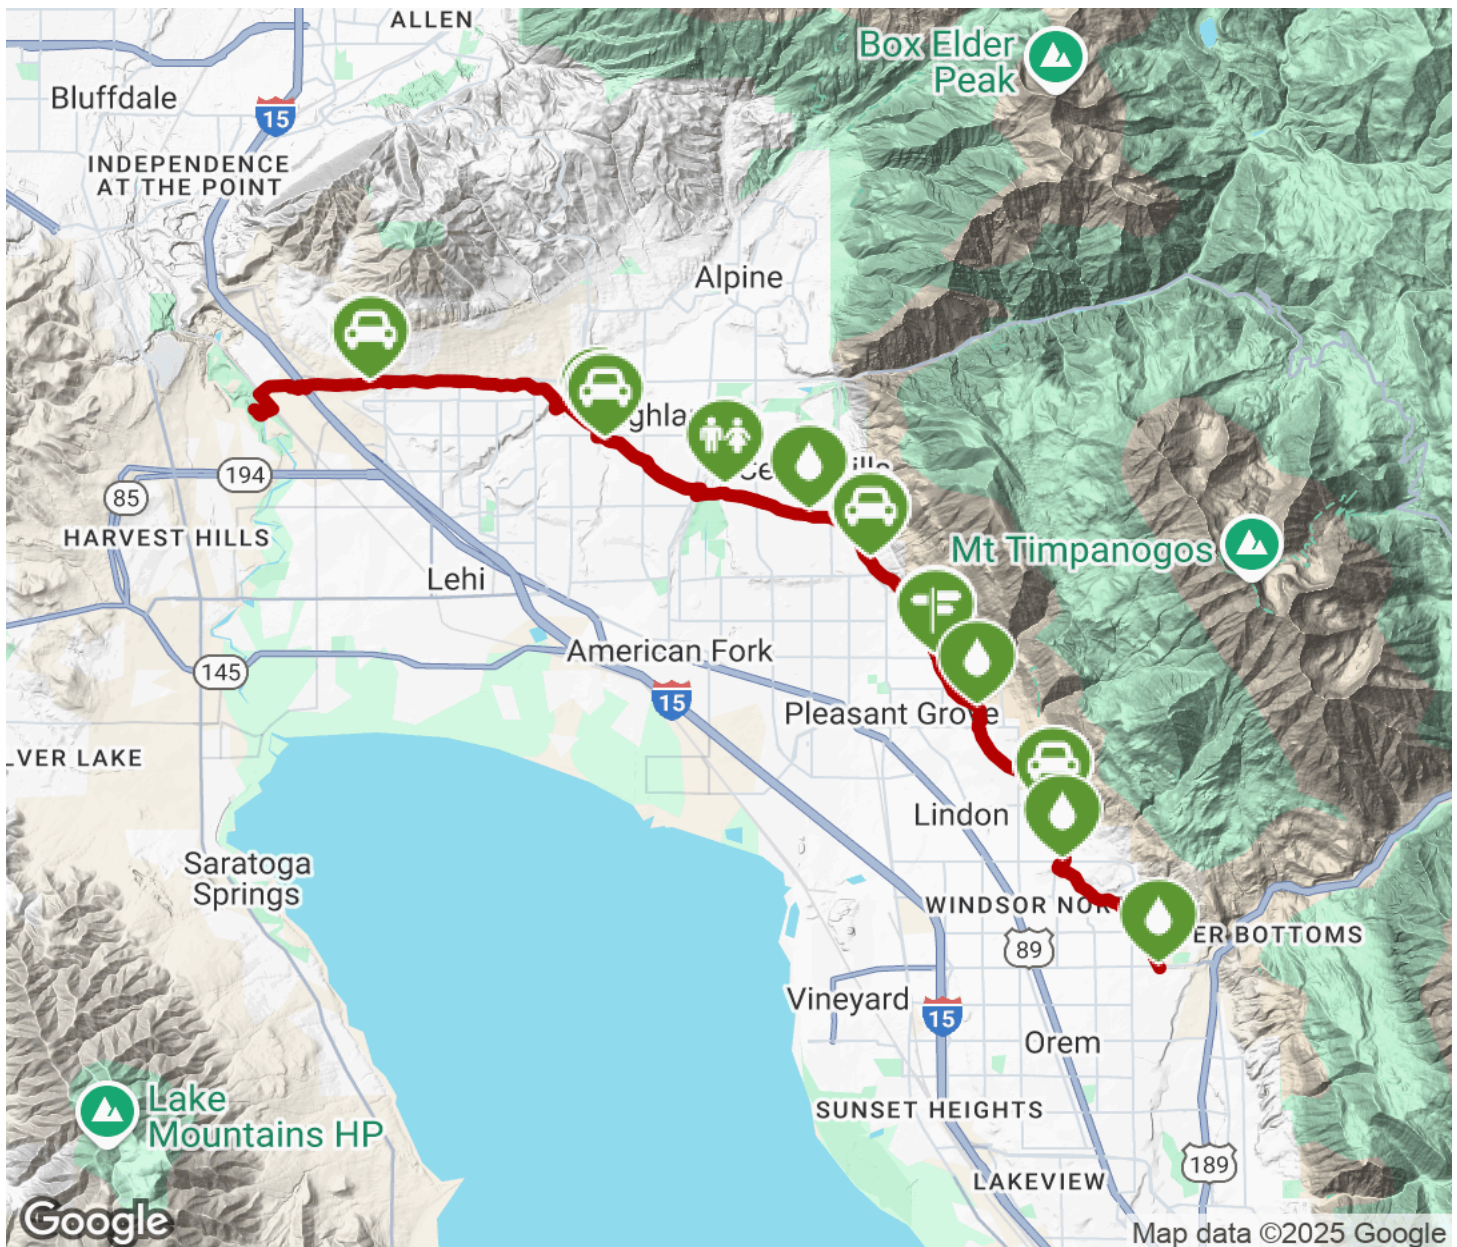 ALLEN
Box Elder
Peak
Bluffdale
15
INDEPENDENCE
AT THE POINT
Alpine
194
85
HARVEST HILLS
Mt Timpanogos
Lehi
American Fork
145
15
Pleasant Grove
LVER LAKE
Lindon
Saratoga
Springs
WINDSOR NOR
ER BOTTOMS
89
Vineyard
15
Orem
Lake
Mountains HP
SUNSET HEIGHTS
189
LAKEVIEW
Google
Map data ©2025 Google